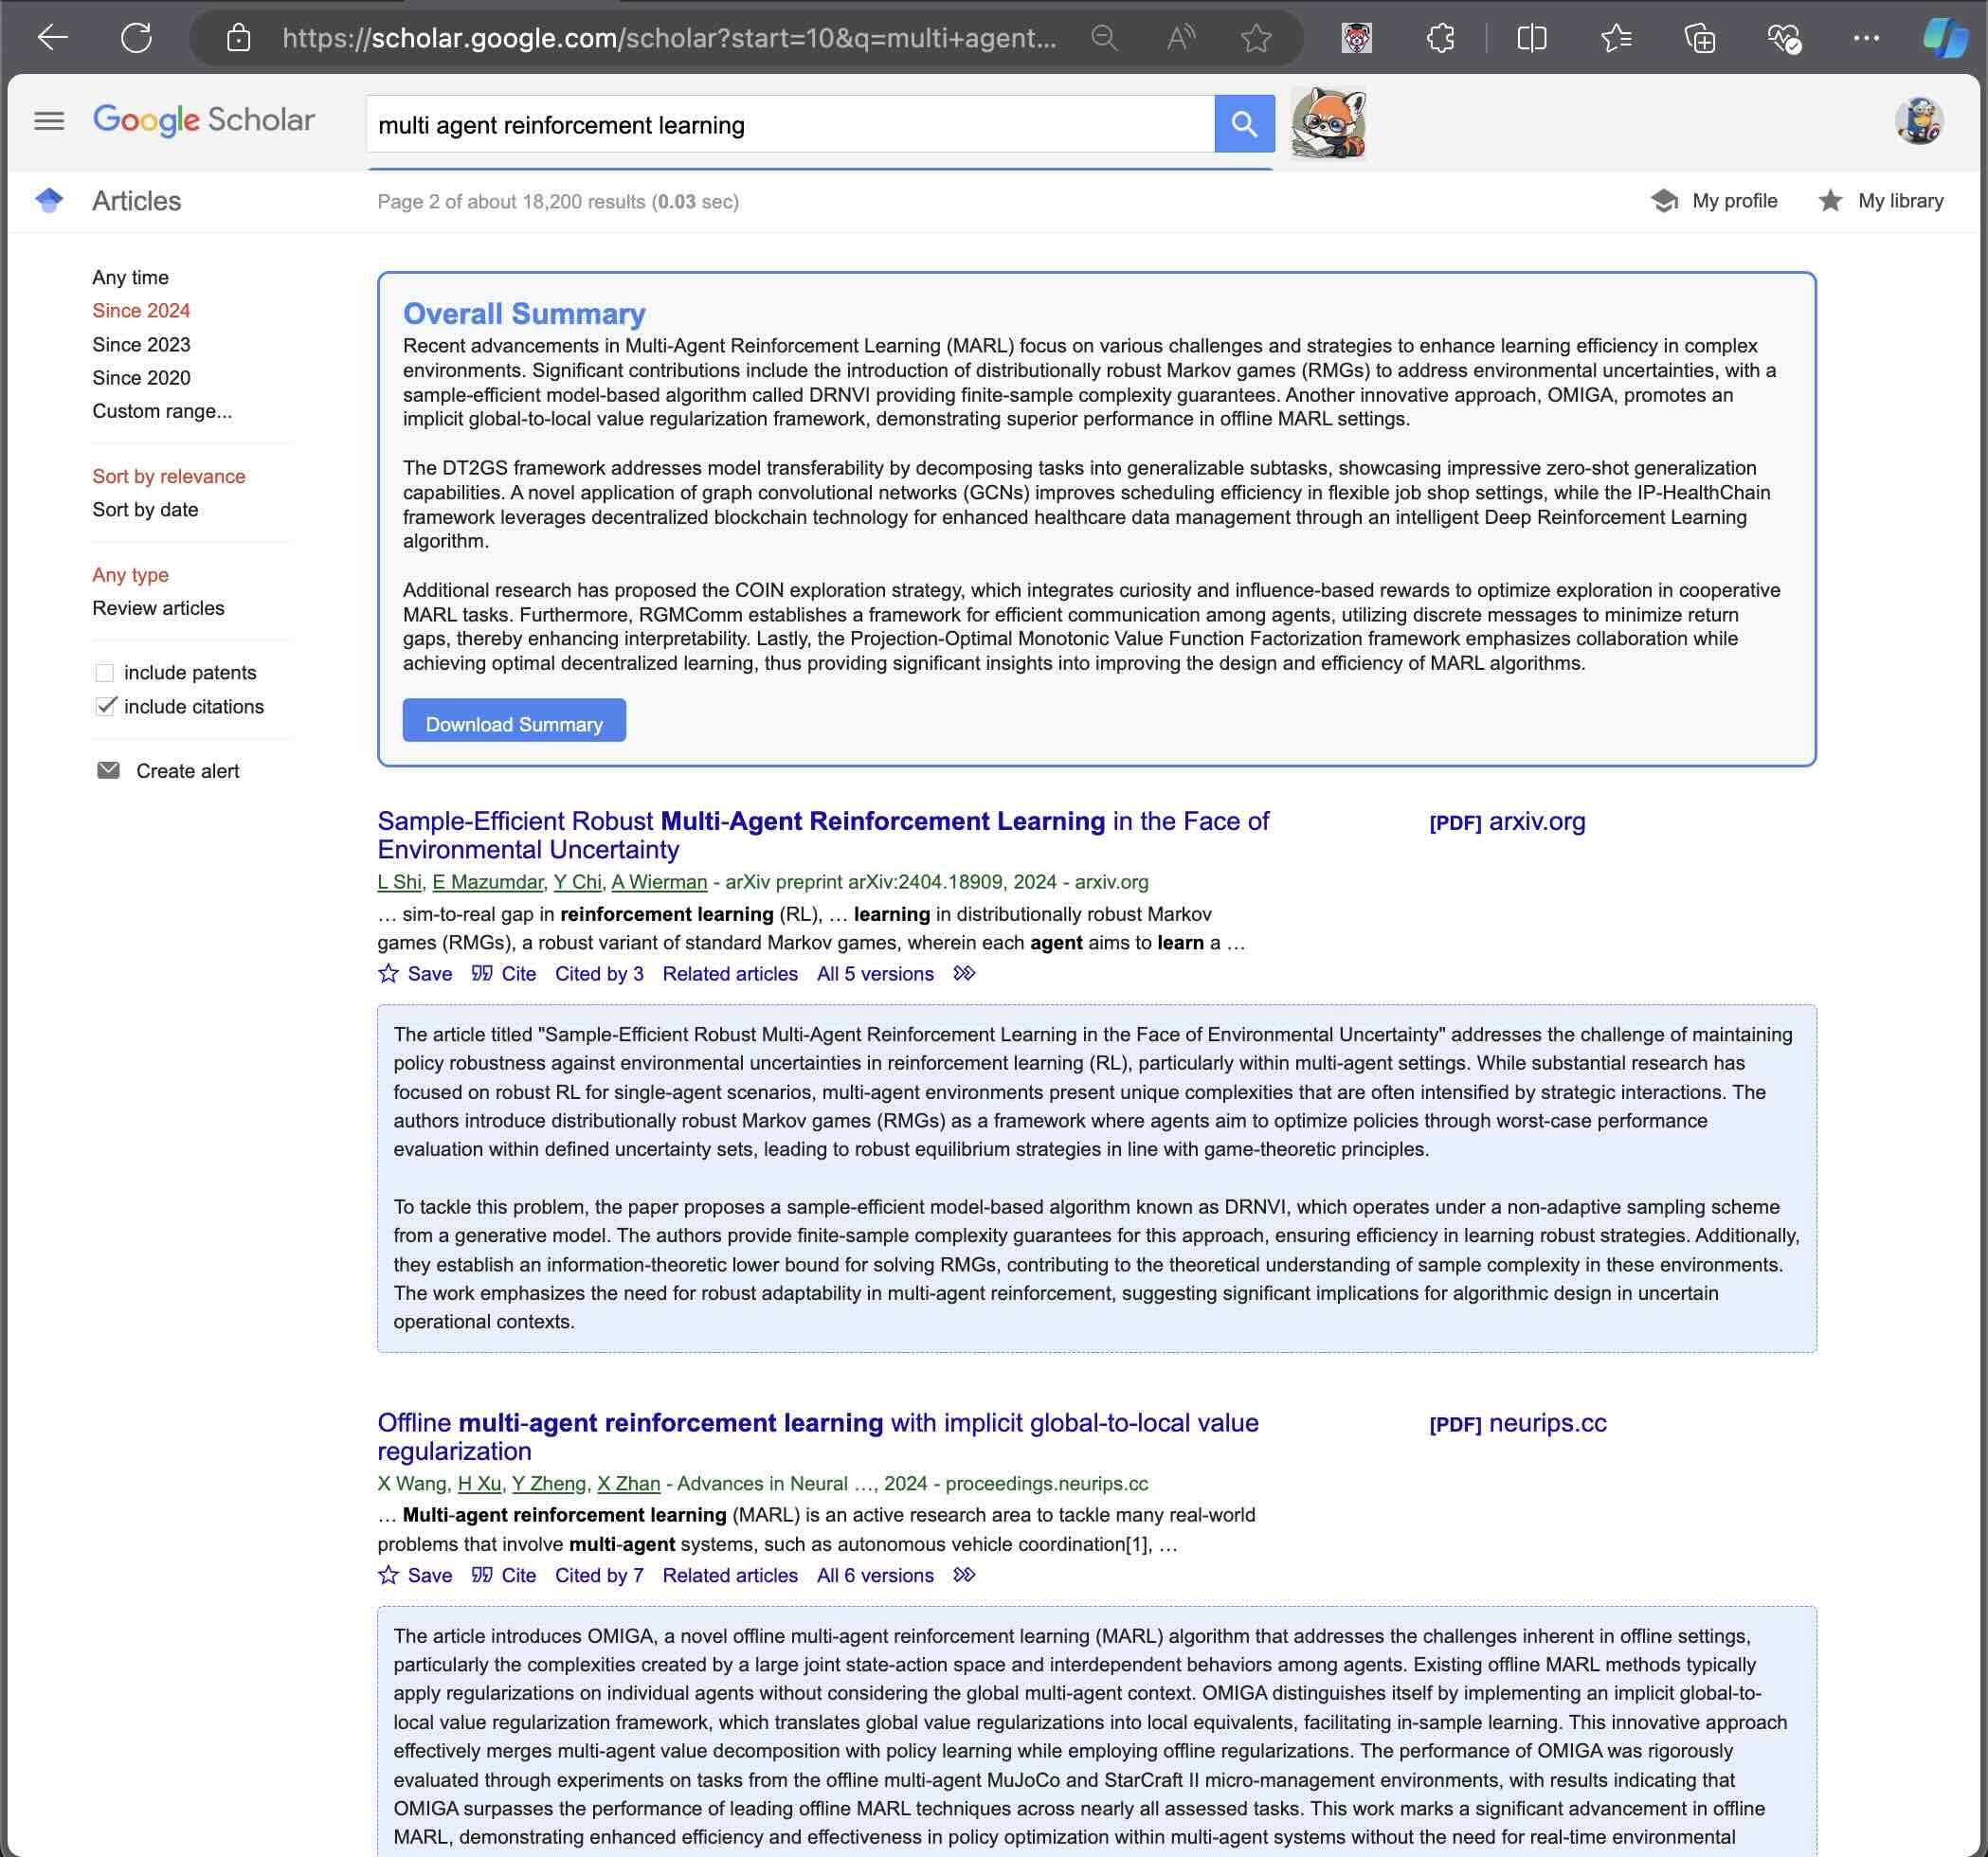 https://scholar.google.com/scholar?start=10&q=multi+agent...
Google Scholar
multi agent reinforcement learning
Articles
Page 2 of about 18,200 results (0.03 sec)
My profile
My library
Any time
Since 2024
Since 2023
Since 2020
Custom range...
Sort by relevance
Sort by date
Any type
Review articles
include patents
include citations
Create alert
Overall Summary
Recent advancements in Multi-Agent Reinforcement Learning (MARL) focus on various challenges and strategies to enhance learning efficiency in complex
environments. Significant contributions include the introduction of distributionally robust Markov games (RMGs) to address environmental uncertainties, with a
sample-efficient model-based algorithm called DRNVI providing finite-sample complexity guarantees. Another innovative approach, OMIGA, promotes an
implicit global-to-local value regularization framework, demonstrating superior performance in offline MARL settings.
The DT2GS framework addresses model transferability by decomposing tasks into generalizable subtasks, showcasing impressive zero-shot generalization
capabilities. A novel application of graph convolutional networks (GCNs) improves scheduling efficiency in flexible job shop settings, while the IP-HealthChain
framework leverages decentralized blockchain technology for enhanced healthcare data management through an intelligent Deep Reinforcement Learning
algorithm.
Additional research has proposed the COIN exploration strategy, which integrates curiosity and influence-based rewards to optimize exploration in cooperative
MARL tasks. Furthermore, RGMComm establishes a framework for efficient communication among agents, utilizing discrete messages to minimize return
gaps, thereby enhancing interpretability. Lastly, the Projection-Optimal Monotonic Value Function Factorization framework emphasizes collaboration while
achieving optimal decentralized learning, thus providing significant insights into improving the design and efficiency of MARL algorithms.
Download Summary
Sample-Efficient Robust Multi-Agent Reinforcement Learning in the Face of
Environmental Uncertainty
[PDF] arxiv.org
L Shi, E Mazumdar, Y Chi, A Wierman - arXiv preprint arXiv:2404.18909, 2024 - arxiv.org
… sim-to-real gap in reinforcement learning (RL), … learning in distributionally robust Markov
games (RMGs), a robust variant of standard Markov games, wherein each agent aims to learn a …
Save Cite Cited by 3 Related articles All 5 versions
The article titled "Sample-Efficient Robust Multi-Agent Reinforcement Learning in the Face of Environmental Uncertainty" addresses the challenge of maintaining
policy robustness against environmental uncertainties in reinforcement learning (RL), particularly within multi-agent settings. While substantial research has
focused on robust RL for single-agent scenarios, multi-agent environments present unique complexities that are often intensified by strategic interactions. The
authors introduce distributionally robust Markov games (RMGs) as a framework where agents aim to optimize policies through worst-case performance
evaluation within defined uncertainty sets, leading to robust equilibrium strategies in line with game-theoretic principles.
To tackle this problem, the paper proposes a sample-efficient model-based algorithm known as DRNVI, which operates under a non-adaptive sampling scheme
from a generative model. The authors provide finite-sample complexity guarantees for this approach, ensuring efficiency in learning robust strategies. Additionally,
they establish an information-theoretic lower bound for solving RMGs, contributing to the theoretical understanding of sample complexity in these environments.
The work emphasizes the need for robust adaptability in multi-agent reinforcement, suggesting significant implications for algorithmic design in uncertain
operational contexts.
Offline multi-agent reinforcement learning with implicit global-to-local value
regularization
[PDF] neurips.cc
X Wang, H Xu, Y Zheng, X Zhan - Advances in Neural …, 2024 - proceedings.neurips.cc
… Multi-agent reinforcement learning (MARL) is an active research area to tackle many real-world
problems that involve multi-agent systems, such as autonomous vehicle coordination[1], …
Save Cite Cited by 7 Related articles All 6 versions
The article introduces OMIGA, a novel offline multi-agent reinforcement learning (MARL) algorithm that addresses the challenges inherent in offline settings,
particularly the complexities created by a large joint state-action space and interdependent behaviors among agents. Existing offline MARL methods typically
apply regularizations on individual agents without considering the global multi-agent context. OMIGA distinguishes itself by implementing an implicit global-to-
local value regularization framework, which translates global value regularizations into local equivalents, facilitating in-sample learning. This innovative approach
effectively merges multi-agent value decomposition with policy learning while employing offline regularizations. The performance of OMIGA was rigorously
evaluated through experiments on tasks from the offline multi-agent MuJoCo and StarCraft II micro-management environments, with results indicating that
OMIGA surpasses the performance of leading offline MARL techniques across nearly all assessed tasks. This work marks a significant advancement in offline
MARL, demonstrating enhanced efficiency and effectiveness in policy optimization within multi-agent systems without the need for real-time environmental